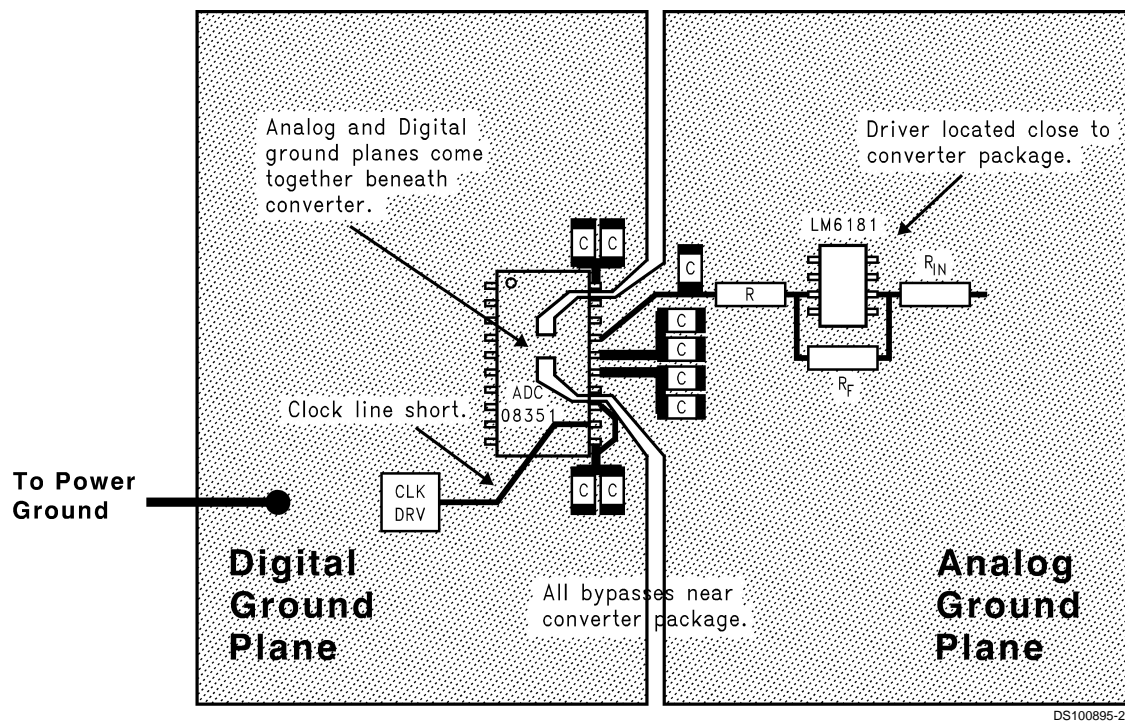 Analog and Digital
ground planes come
together beneath
converter.
Driver located close to
converter package.
LM6181
C
C
C
R
R_IN
C
C
C
C
R_F
ADC
08351
Clock line short.
CLK
DRV
C
C
To Power
Ground
Digital
Ground
Plane
All bypasses near
converter package.
Analog
Ground
Plane
DS100895-2